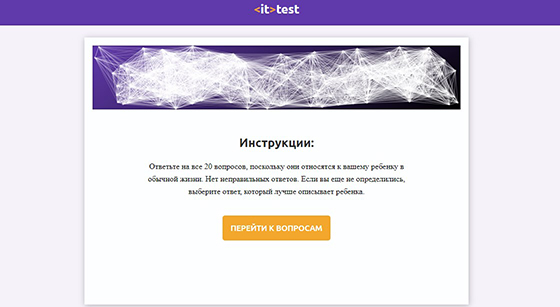 <it>test
Инструкции:
Ответьте на все 20 вопросов, поскольку они относятся к вашему ребенку в
обычной жизни. Нет неправильных ответов. Если вы еще не определились,
выберите ответ, который лучше описывает ребенка.
ПЕРЕЙТИ К ВОПРОСАМ